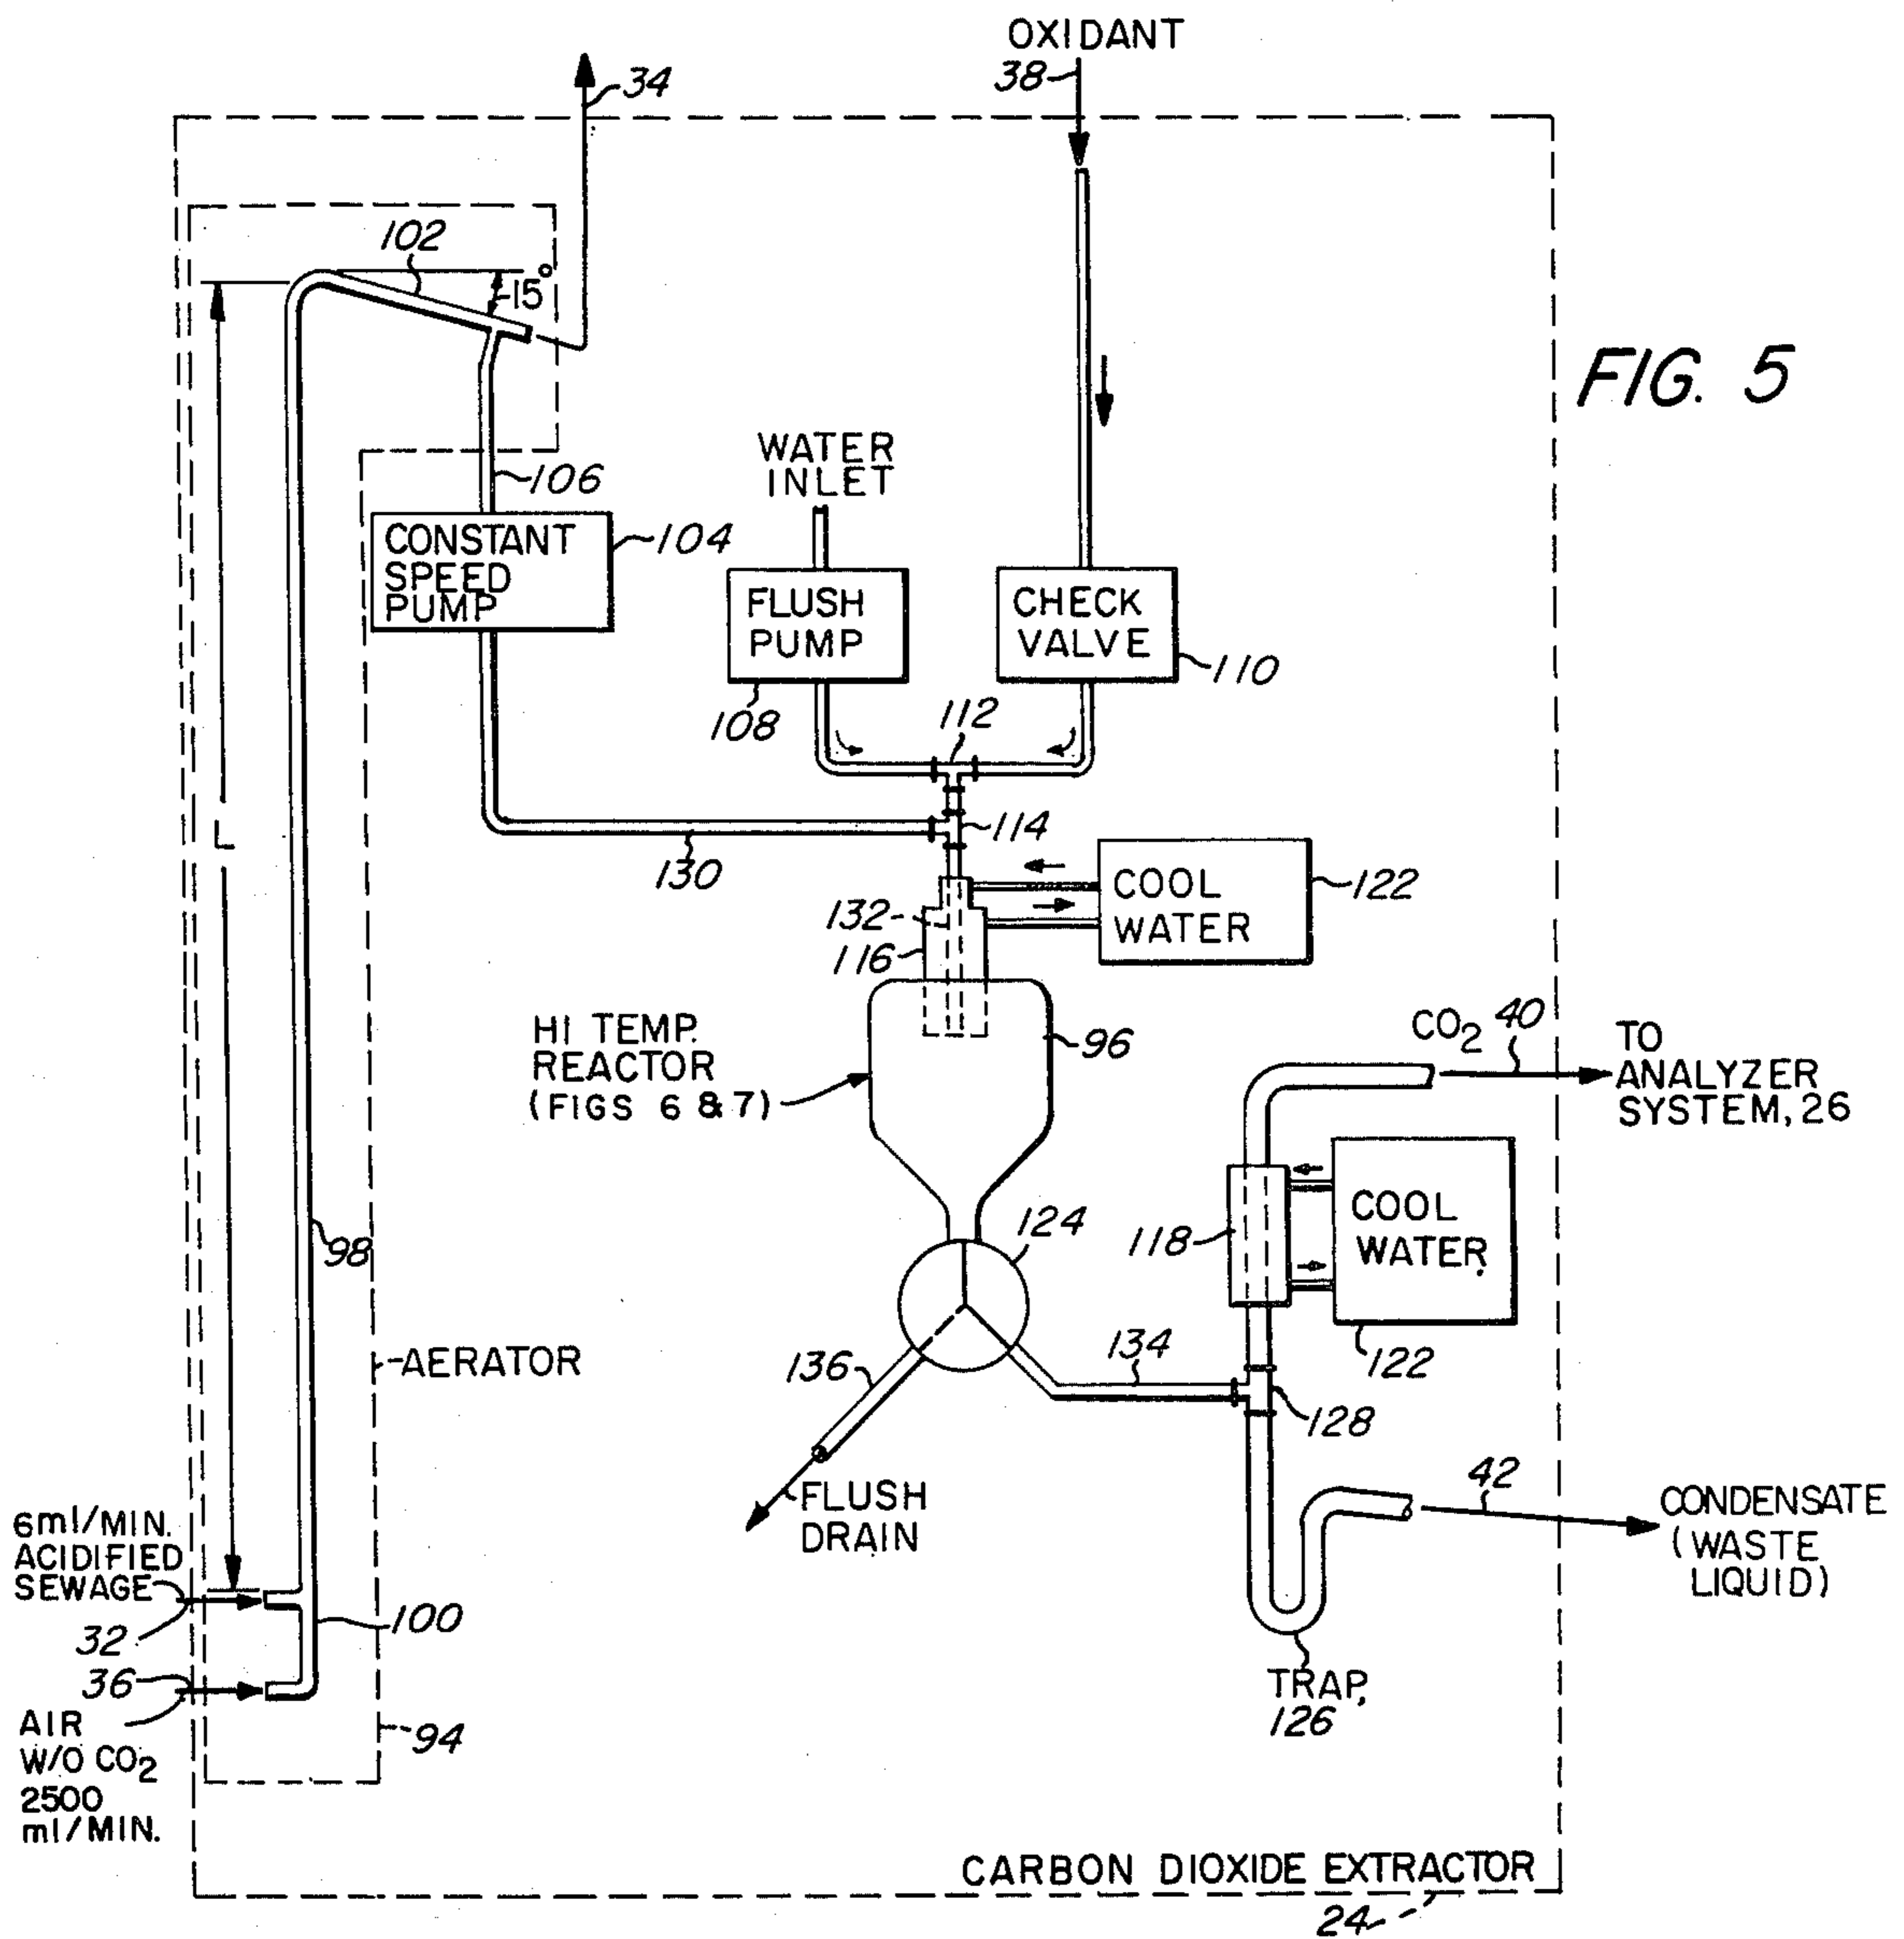 OXIDANT
38
34
102
15°
FIG. 5
WATER
INLET
106
CONSTANT
SPEED
PUMP
104
FLUSH
PUMP
CHECK
VALVE
110
108
112
L
114
130
COOL
WATER
122
132
116
HI TEMP.
REACTOR
(FIGS 6 & 7)
96
CO2 40
TO
ANALYZER
SYSTEM, 26
98
124
118
COOL
WATER
122
AERATOR
136
134
128
FLUSH
DRAIN
42
CONDENSATE
(WASTE
LIQUID)
6ml/MIN.
ACIDIFIED
SEWAGE
32
100
36
AIR
W/O CO2
2500
ml/MIN.
94
TRAP,
126
CARBON DIOXIDE EXTRACTOR
24